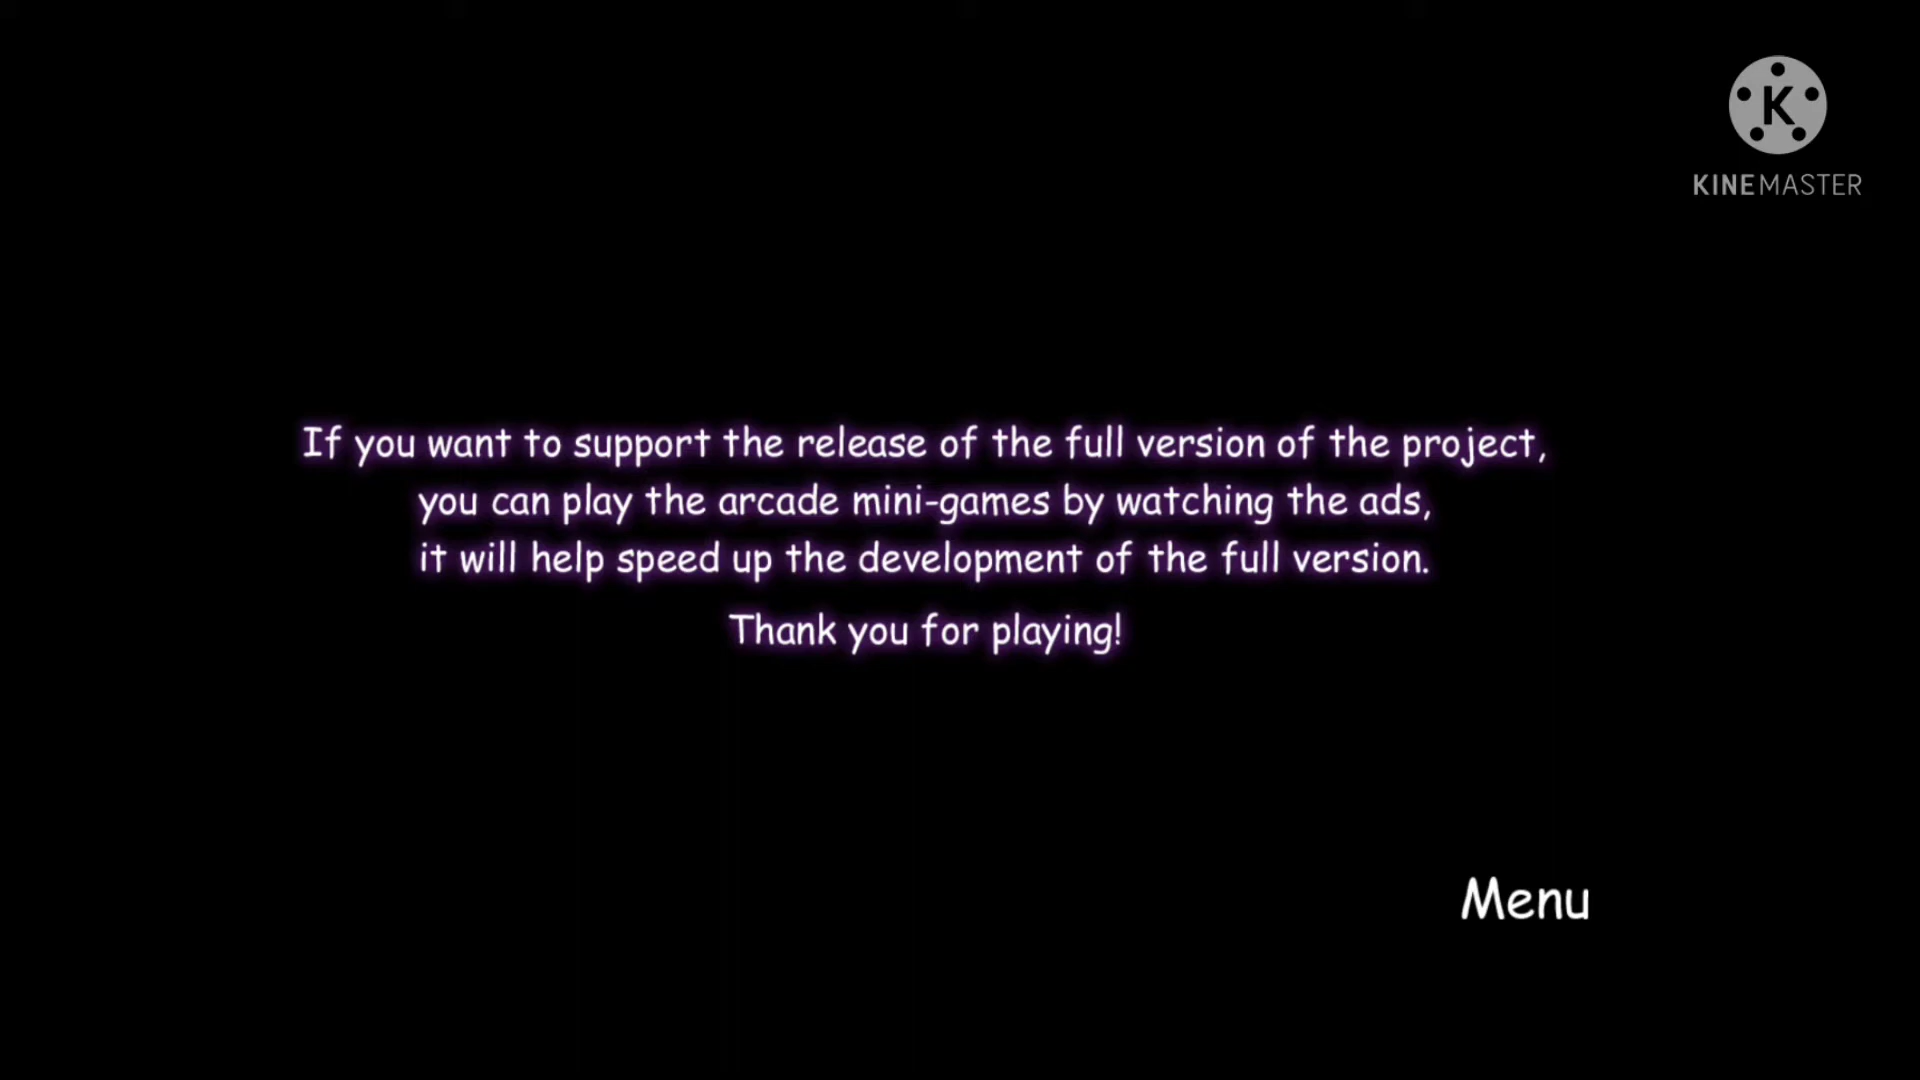 K
KINEMASTER
If you want to support the release of the full version of the project,
you can play the arcade mini-games by watching the ads,
it will help speed up the development of the full version.
Thank you for playing!
Menu